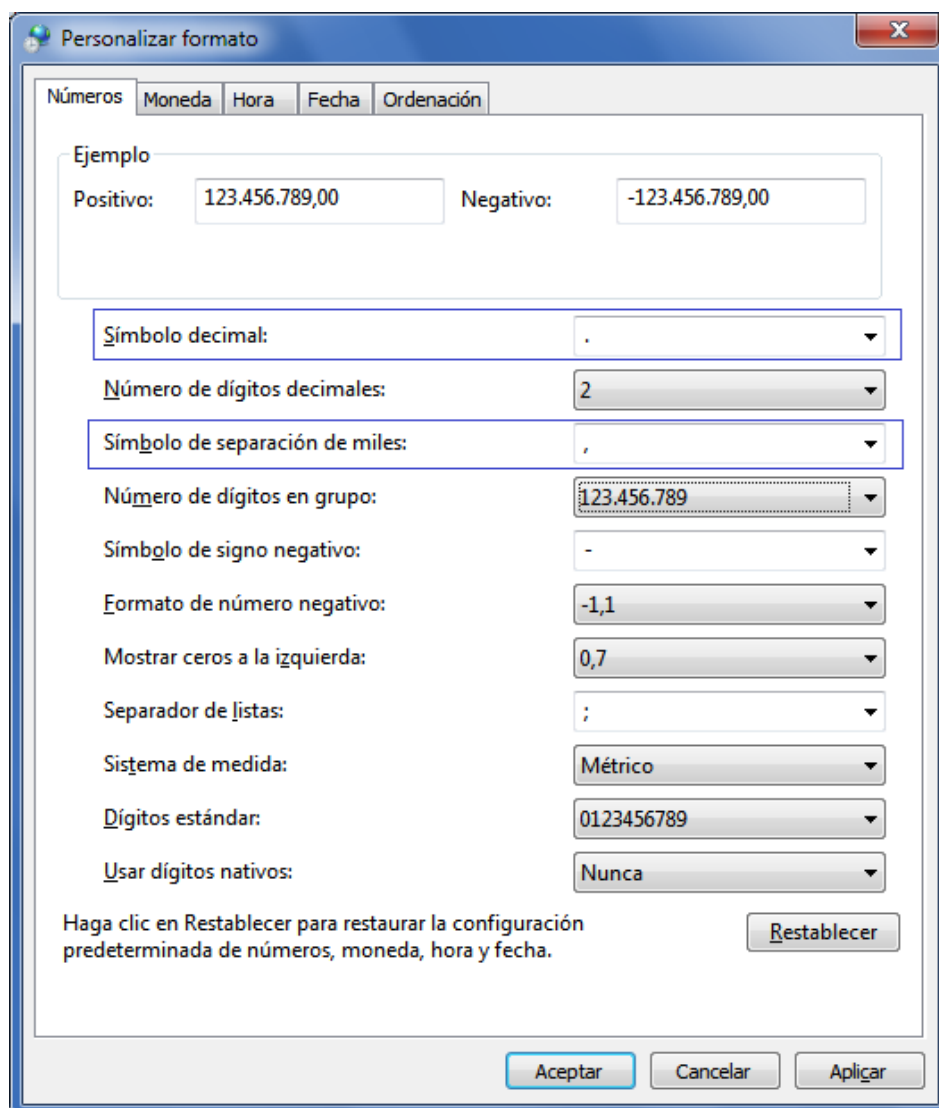 Personalizar formato
Números Moneda Hora Fecha Ordenación
Ejemplo
Positivo: 123.456.789,00 Negativo: -123.456.789,00
Símbolo decimal: .
Número de dígitos decimales: 2
Símbolo de separación de miles: ,
Número de dígitos en grupo: 123.456.789
Símbolo de signo negativo: -
Formato de número negativo: -1,1
Mostrar ceros a la izquierda: 0,7
Separador de listas: ;
Sistema de medida: Métrico
Dígitos estándar: 0123456789
Usar dígitos nativos: Nunca
Haga clic en Restablecer para restaurar la configuración
predeterminada de números, moneda, hora y fecha.
Restablecer
Aceptar Cancelar Aplicar